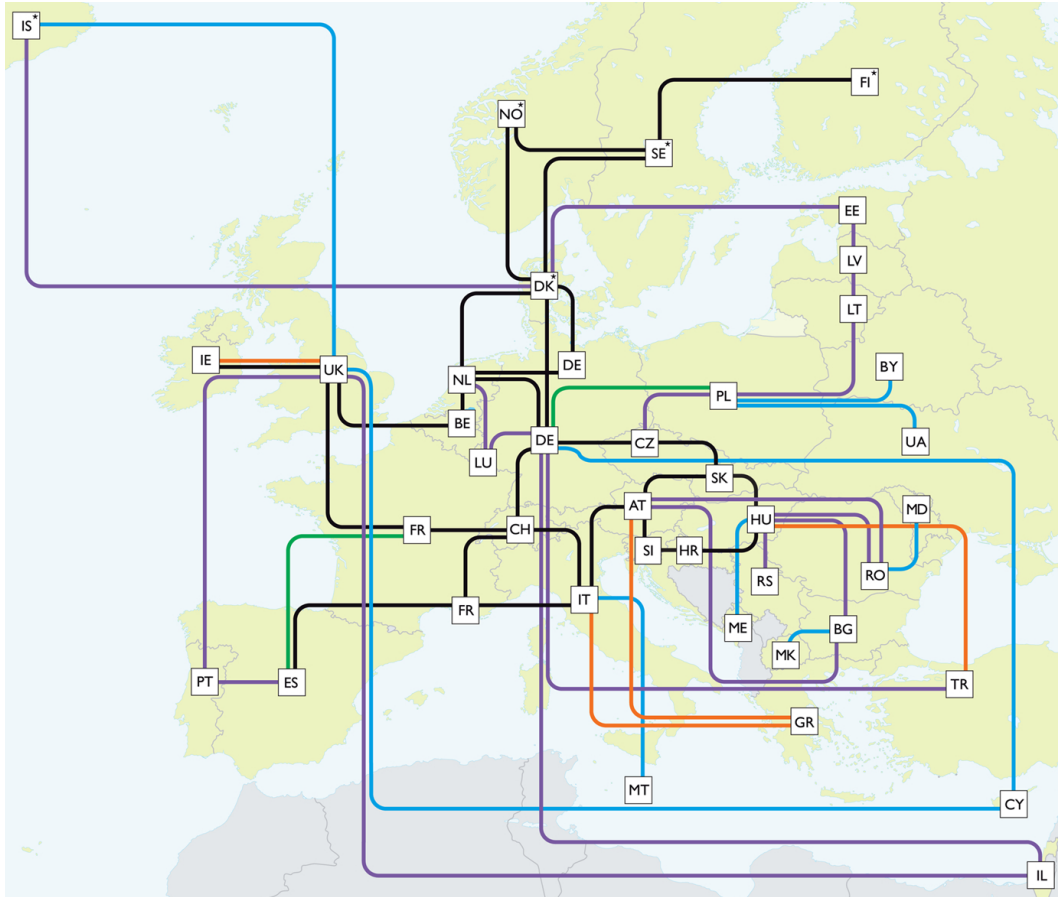 IS*
FI*
NO*
SE*
EE
LV
DK*
LT
IE
UK
DE
BY
NL
PL
BE
DE
CZ
UA
LU
SK
AT
MD
HU
FR
CH
SI
HR
RO
RS
IT
FR
ME
BG
MK
PT
ES
TR
GR
MT
CY
IL